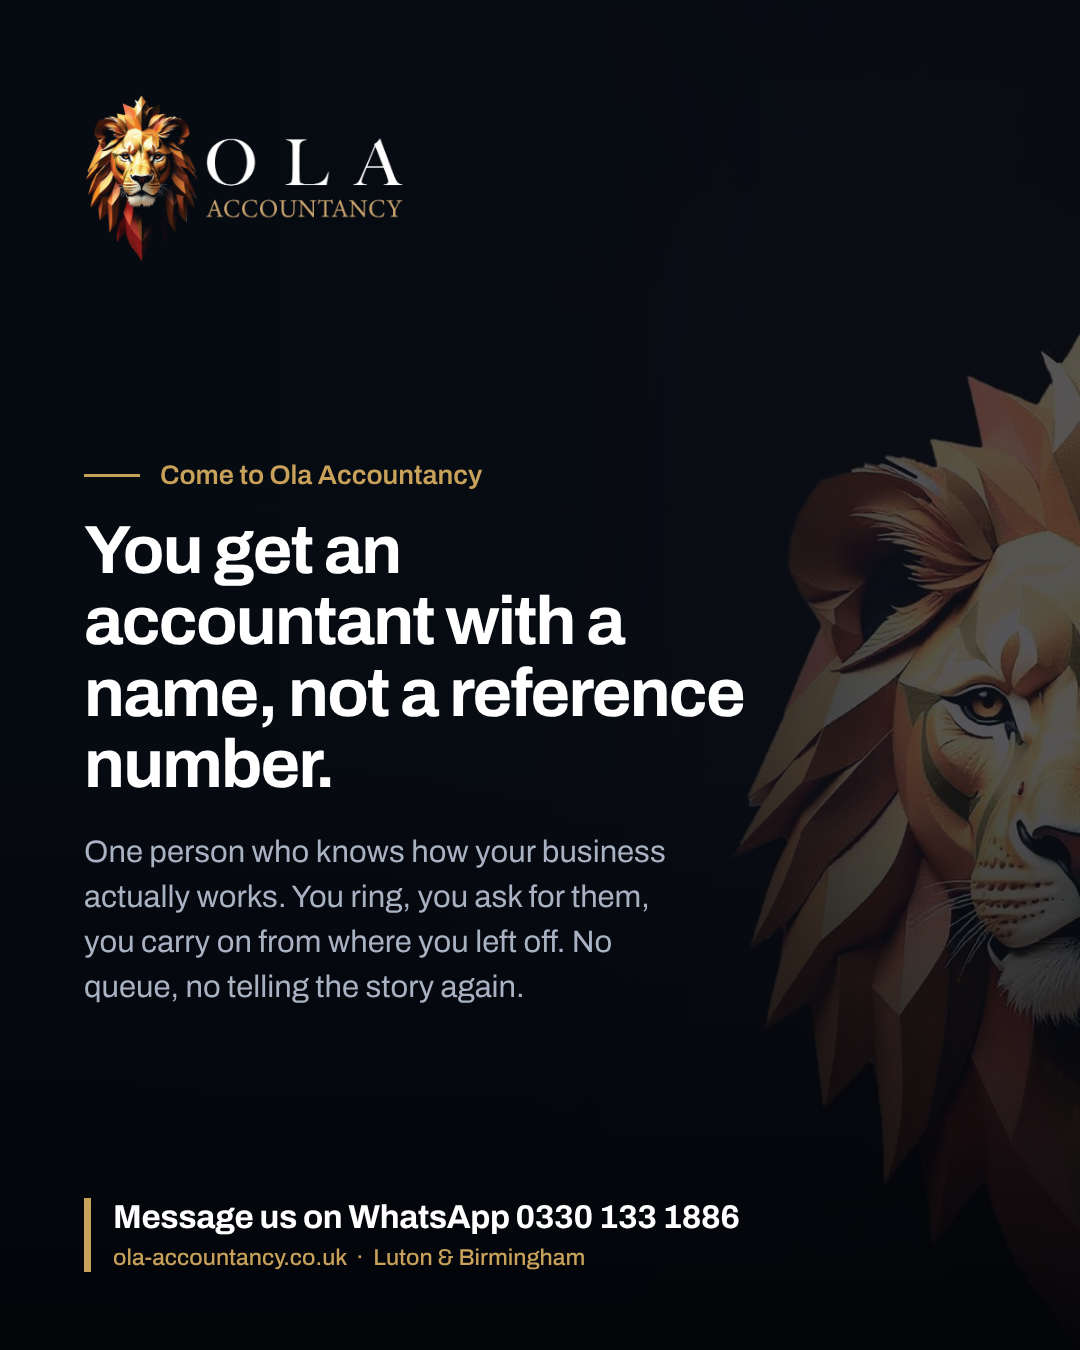 OLA
ACCOUNTANCY
Come to Ola Accountancy
You get an
accountant with a
name, not a reference
number.
One person who knows how your business
actually works. You ring, you ask for them,
you carry on from where you left off. No
queue, no telling the story again.
Message us on WhatsApp 0330 133 1886
ola-accountancy.co.uk · Luton & Birmingham